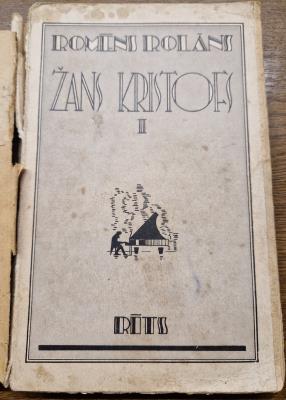 ROMĒNS ROLĀNS
ŽANS KRISTOFS
II
RĪTS